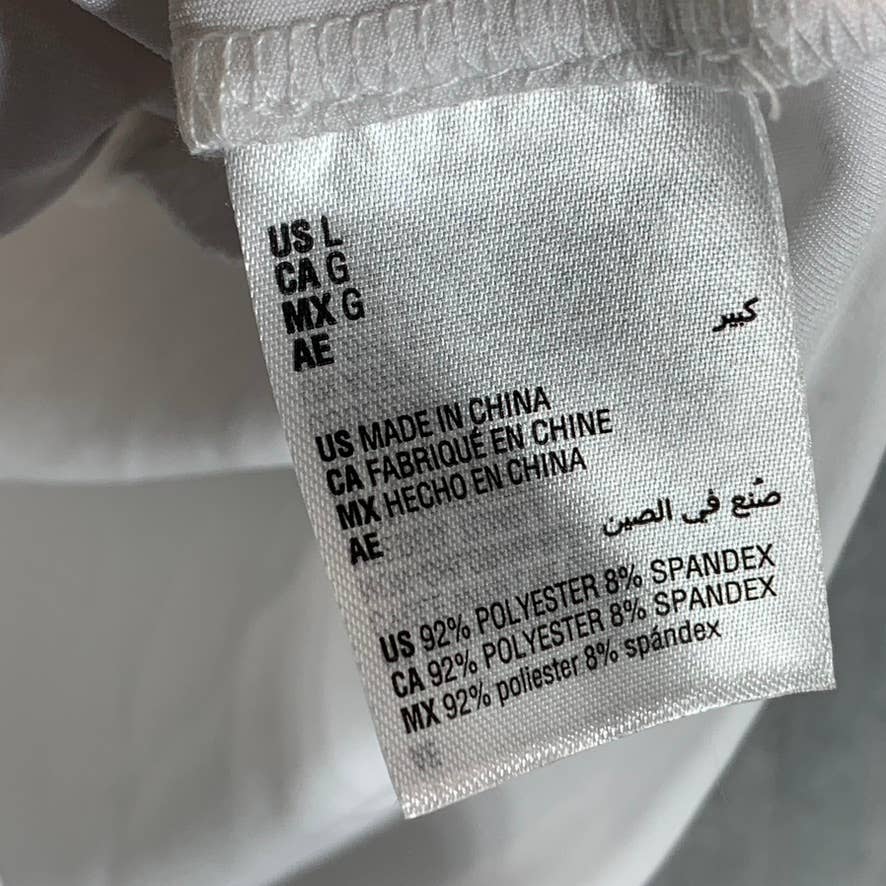 US L
CA G
MX G
AE كبير
US MADE IN CHINA
CA FABRIQUÉ EN CHINE
MX HECHO EN CHINA
AE صُنع في الصين
US 92% POLYESTER 8% SPANDEX
CA 92% POLYESTER 8% SPANDEX
MX 92% poliester 8% spándex